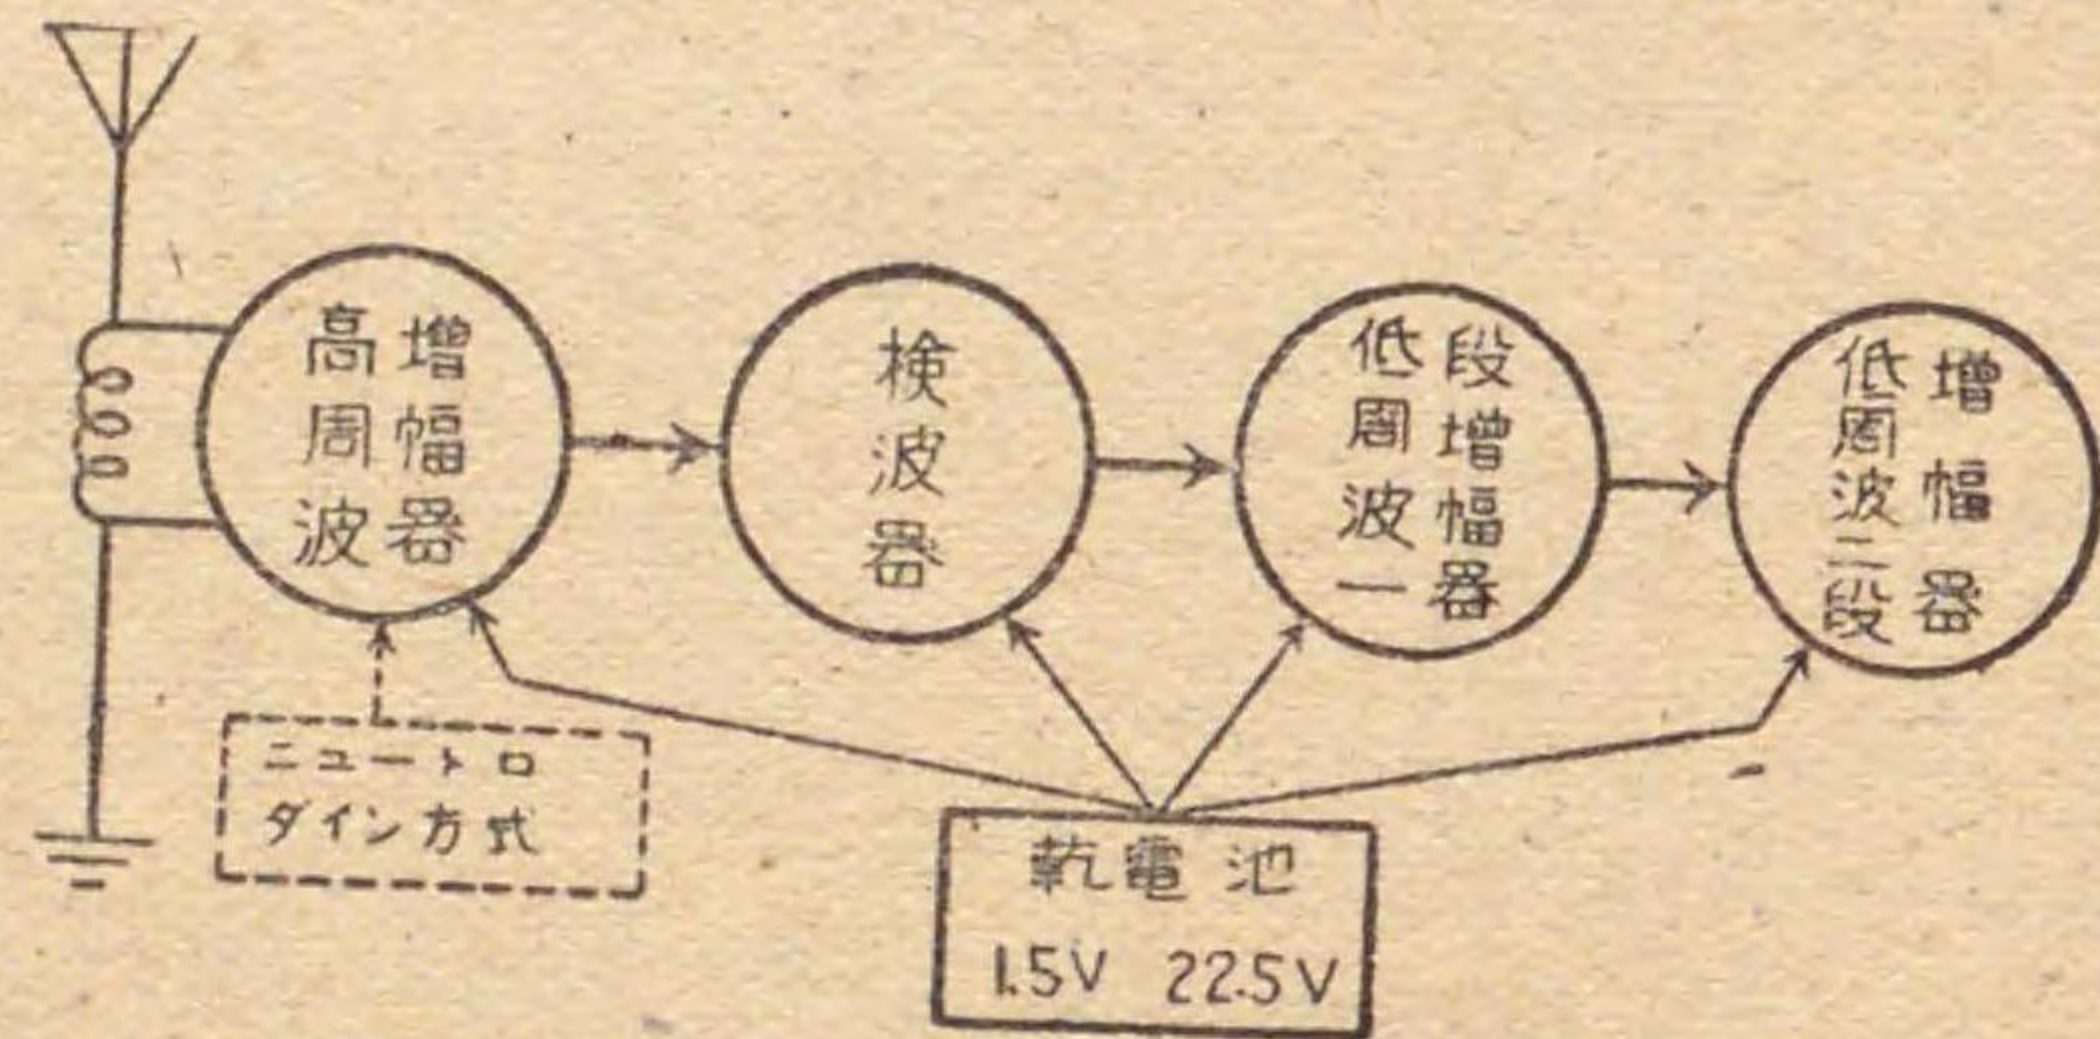 高周波
増幅器
検波器
低周波一
段増幅器
低周波二段
増幅器
ニュートロ
ダイン方式
乾電池
1.5V 22.5V